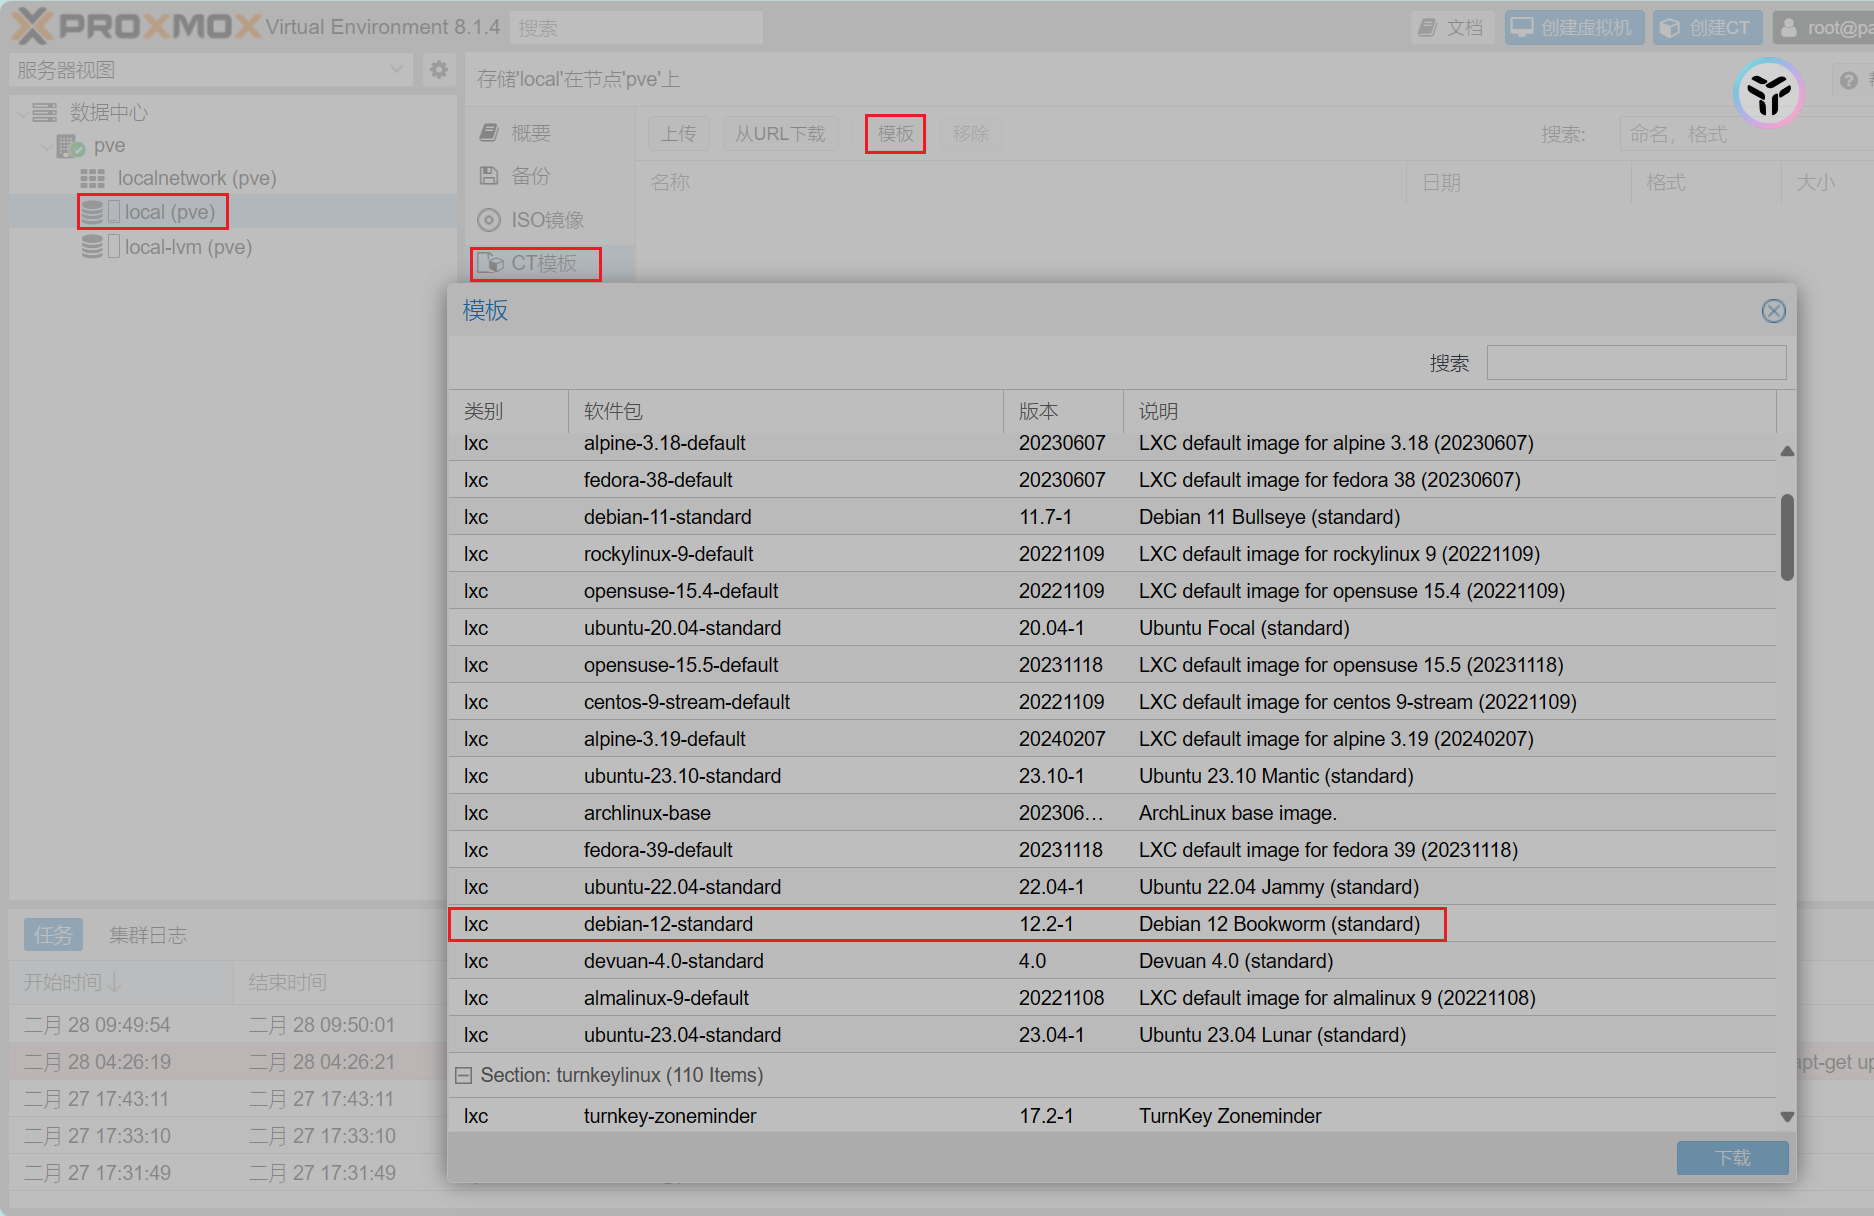 PROXMOX Virtual Environment 8.1.4 搜索 文档 创建虚拟机 创建CT
服务器视图
存储'local'在节点'pve'上
数据中心
pve
localnetwork (pve)
local (pve)
local-lvm (pve)
概要
备份
ISO镜像
CT模板
上传 从URL下载 模板 移除 搜索: 命名，格式
名称 日期 格式 大小
模板
搜索
类别 软件包 版本 说明
lxc alpine-3.18-default 20230607 LXC default image for alpine 3.18 (20230607)
lxc fedora-38-default 20230607 LXC default image for fedora 38 (20230607)
lxc debian-11-standard 11.7-1 Debian 11 Bullseye (standard)
lxc rockylinux-9-default 20221109 LXC default image for rockylinux 9 (20221109)
lxc opensuse-15.4-default 20221109 LXC default image for opensuse 15.4 (20221109)
lxc ubuntu-20.04-standard 20.04-1 Ubuntu Focal (standard)
lxc opensuse-15.5-default 20231118 LXC default image for opensuse 15.5 (20231118)
lxc centos-9-stream-default 20221109 LXC default image for centos 9-stream (20221109)
lxc alpine-3.19-default 20240207 LXC default image for alpine 3.19 (20240207)
lxc ubuntu-23.10-standard 23.10-1 Ubuntu 23.10 Mantic (standard)
lxc archlinux-base 202306… ArchLinux base image.
lxc fedora-39-default 20231118 LXC default image for fedora 39 (20231118)
lxc ubuntu-22.04-standard 22.04-1 Ubuntu 22.04 Jammy (standard)
lxc debian-12-standard 12.2-1 Debian 12 Bookworm (standard)
lxc devuan-4.0-standard 4.0 Devuan 4.0 (standard)
lxc almalinux-9-default 20221108 LXC default image for almalinux 9 (20221108)
lxc ubuntu-23.04-standard 23.04-1 Ubuntu 23.04 Lunar (standard)
Section: turnkeylinux (110 Items)
lxc turnkey-zoneminder 17.2-1 TurnKey Zoneminder
下载
任务 集群日志
开始时间↓ 结束时间
二月 28 09:49:54 二月 28 09:50:01
二月 28 04:26:19 二月 28 04:26:21 apt-get
二月 27 17:43:11 二月 27 17:43:11
二月 27 17:33:10 二月 27 17:33:10
二月 27 17:31:49 二月 27 17:31:49